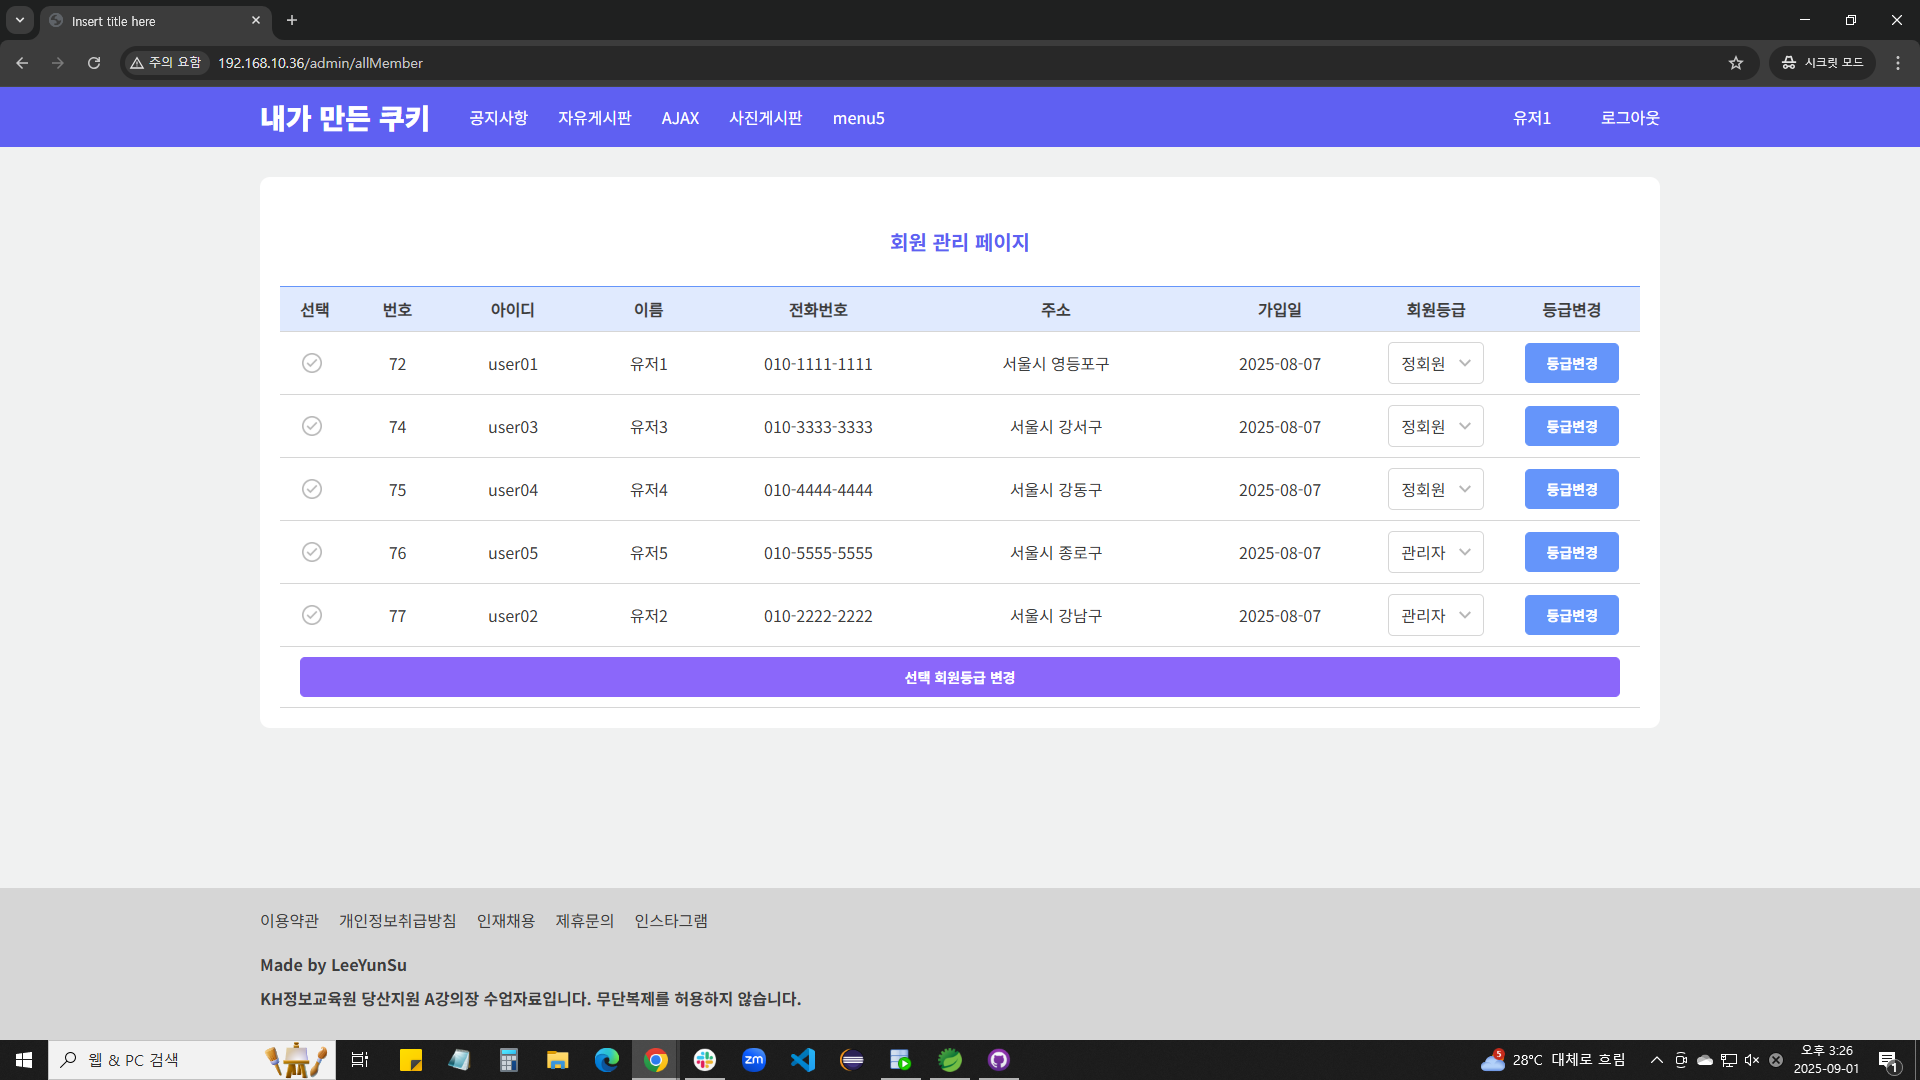 Insert title here
주의 요함 192.168.10.36/admin/allMember 시크릿 모드
내가 만든 쿠키 공지사항 자유게시판 AJAX 사진게시판 menu5 유저1 로그아웃
회원 관리 페이지
선택 번호 아이디 이름 전화번호 주소 가입일 회원등급 등급변경
72 user01 유저1 010-1111-1111 서울시 영등포구 2025-08-07 정회원 등급변경
74 user03 유저3 010-3333-3333 서울시 강서구 2025-08-07 정회원 등급변경
75 user04 유저4 010-4444-4444 서울시 강동구 2025-08-07 정회원 등급변경
76 user05 유저5 010-5555-5555 서울시 종로구 2025-08-07 관리자 등급변경
77 user02 유저2 010-2222-2222 서울시 강남구 2025-08-07 관리자 등급변경
선택 회원등급 변경
이용약관 개인정보취급방침 인재채용 제휴문의 인스타그램
Made by LeeYunSu
KH정보교육원 당산지원 A강의장 수업자료입니다. 무단복제를 허용하지 않습니다.
웹 & PC 검색 zm 5 28°C 대체로 흐림 오후 3:26 1
2025-09-01